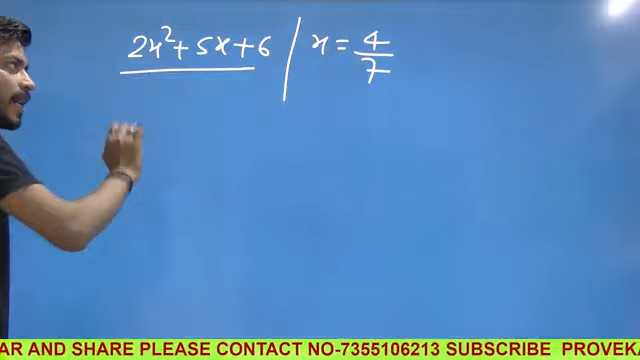 2x²+5x+6 / x = 4/7
AR AND SHARE PLEASE CONTACT NO-7355106213 SUBSCRIBE PROVEKA